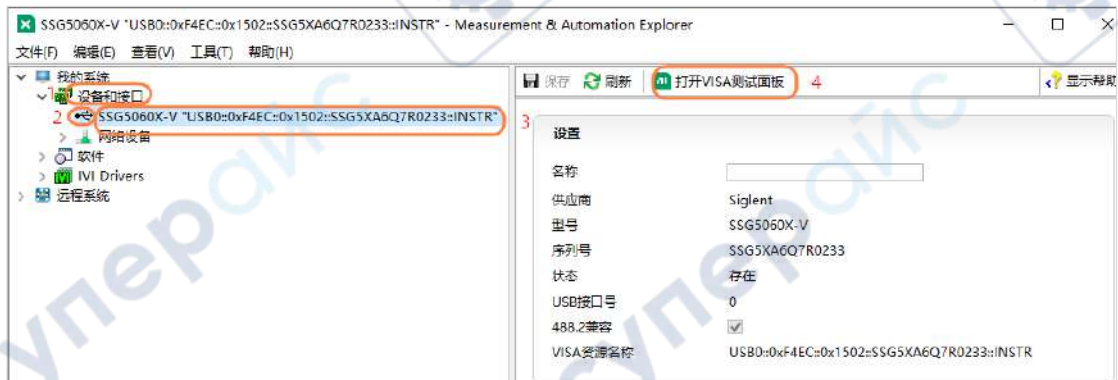 SSG5060X-V "USB0::0xF4EC::0x1502::SSG5XA6Q7R0233::INSTR" - Measurement & Automation Explorer
文件(F) 编辑(E) 查看(V) 工具(T) 帮助(H)
我的系统
1 设备和接口
2 SSG5060X-V "USB0::0xF4EC::0x1502::SSG5XA6Q7R0233::INSTR" 3
网络设备
软件
IVI Drivers
远程系统
保存 刷新 打开VISA测试面板 4 显示帮助
设置
名称
供应商 Siglent
型号 SSG5060X-V
序列号 SSG5XA6Q7R0233
状态 存在
USB接口号 0
488.2兼容
VISA资源名称 USB0::0xF4EC::0x1502::SSG5XA6Q7R0233::INSTR